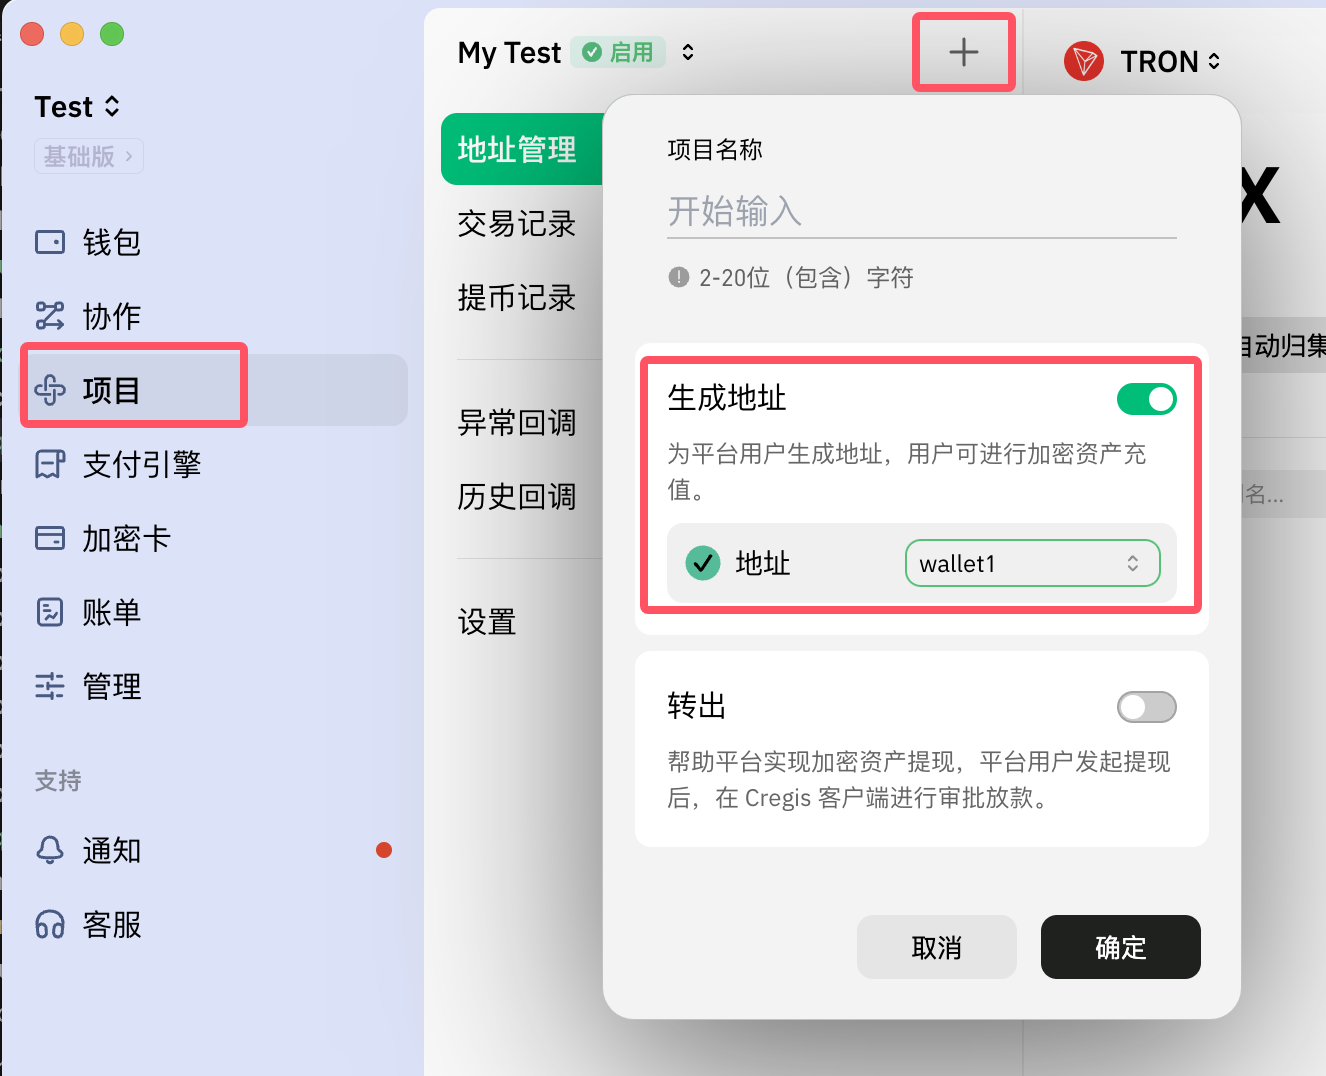 Test
基础版 >
钱包
协作
项目
支付引擎
加密卡
账单
管理
支持
通知
客服
My Test
启用
地址管理
交易记录
提币记录
异常回调
历史回调
设置
TRON
X
自动归集
名...
项目名称
开始输入
2-20位（包含）字符
生成地址
为平台用户生成地址，用户可进行加密资产充
值。
地址
wallet1
转出
帮助平台实现加密资产提现，平台用户发起提现
后，在 Cregis 客户端进行审批放款。
取消
确定